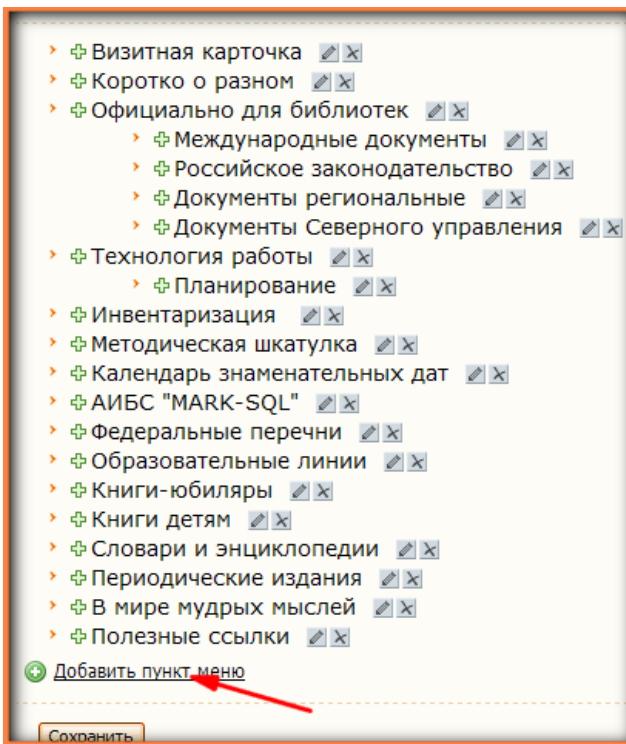 Визитная карточка
Коротко о разном
Официально для библиотек
Международные документы
Российское законодательство
Документы региональные
Документы Северного управления
Технология работы
Планирование
Инвентаризация
Методическая шкатулка
Календарь знаменательных дат
АИБС "MARK-SQL"
Федеральные перечни
Образовательные линии
Книги-юбиляры
Книги детям
Словари и энциклопедии
Периодические издания
В мире мудрых мыслей
Полезные ссылки
Добавить пункт меню
Сохранить